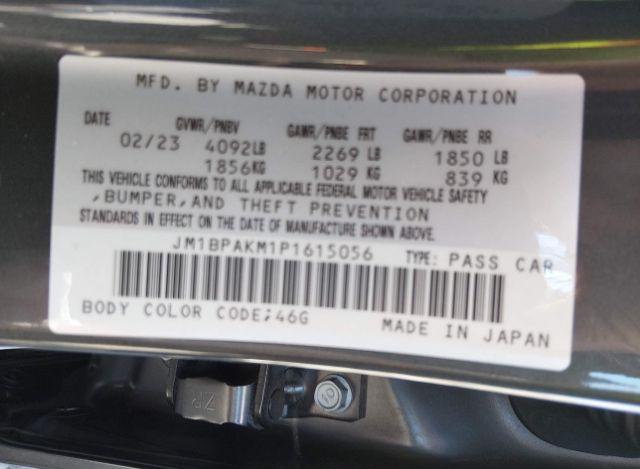 MFD. BY MAZDA MOTOR CORPORATION
DATE GVWR/PNBV GAWR/PNBE FRT GAWR/PNBE RR
02/23 4092LB 2269 LB 1850 LB
1856KG 1029 KG 839 KG
THIS VEHICLE CONFORMS TO ALL APPLICABLE FEDERAL MOTOR VEHICLE SAFETY
,BUMPER,AND THEFT PREVENTION
STANDARDS IN EFFECT ON THE DATE OF MANUFACTURE SHOWN ABOVE.
JM1BPAKM1P1615056 TYPE: PASS CAR
BODY COLOR CODE;46G MADE IN JAPAN
ZR